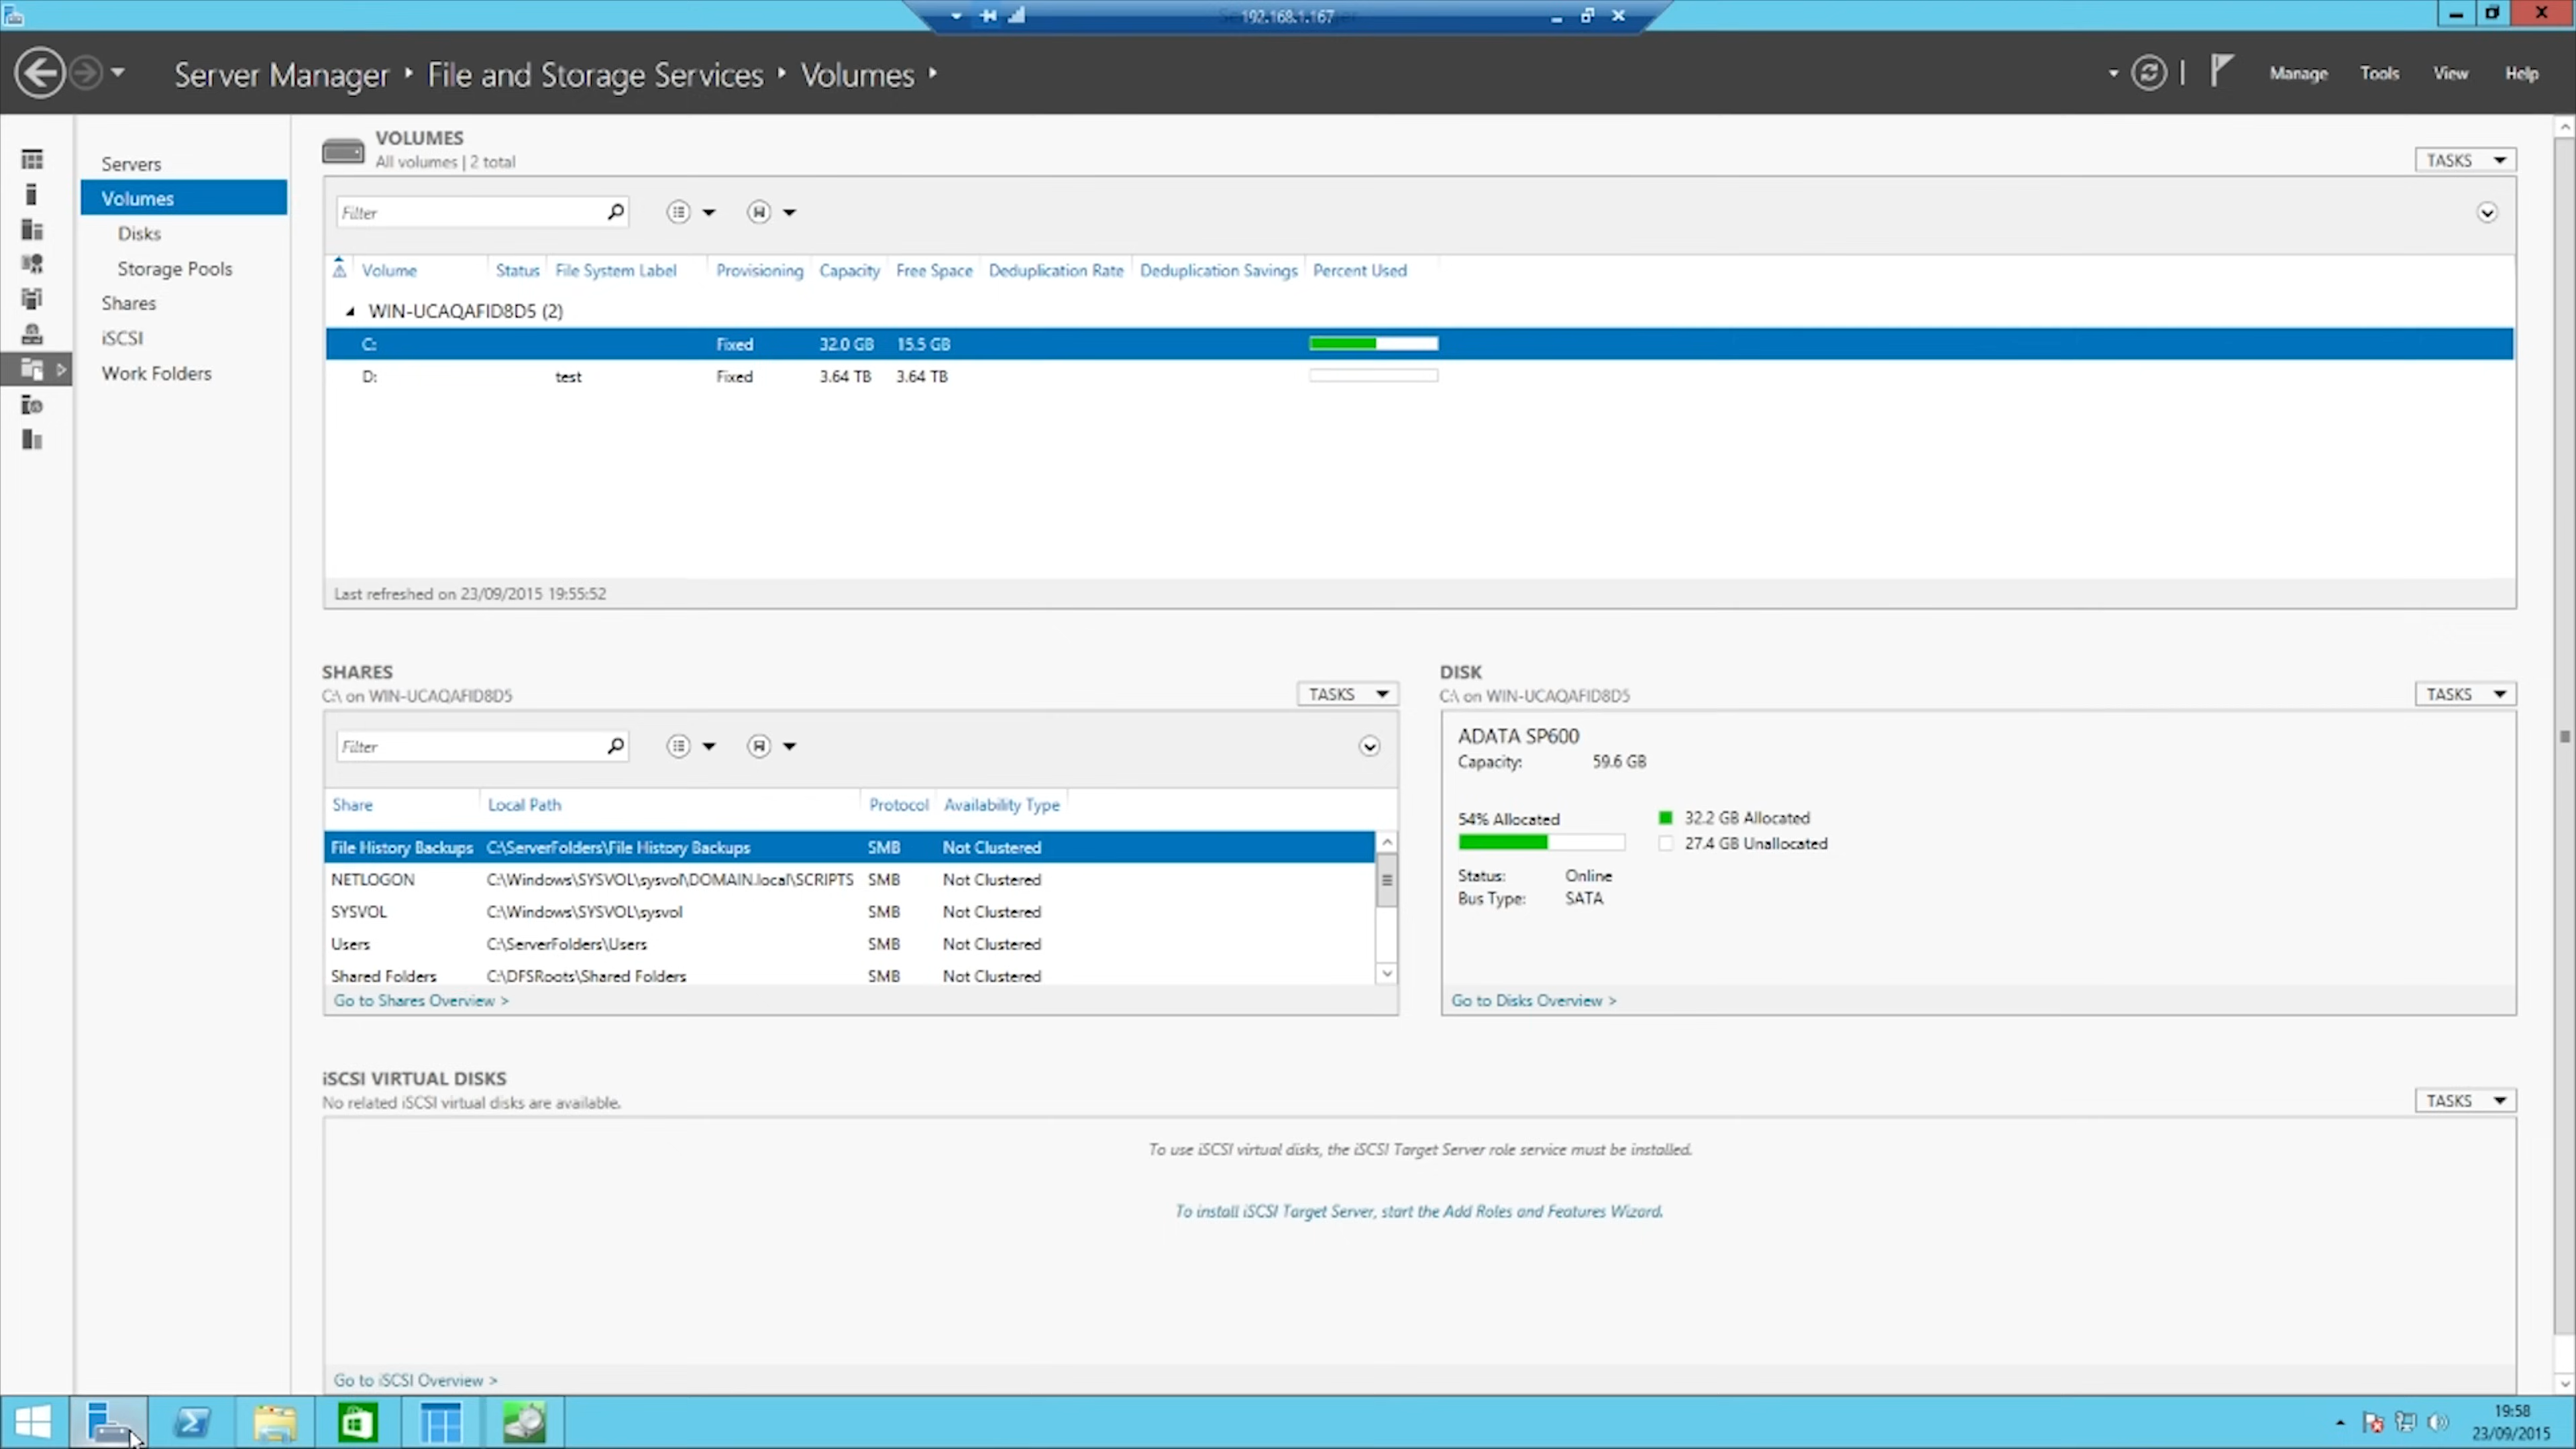 192.168.1.167
Server Manager ‣ File and Storage Services ‣ Volumes ‣
Manage Tools View Help
Servers
Volumes
Disks
Storage Pools
Shares
iSCSI
Work Folders
VOLUMES
All volumes | 2 total
TASKS
Filter
Volume Status File System Label Provisioning Capacity Free Space Deduplication Rate Deduplication Savings Percent Used
WIN-UCAQAFID8D5 (2)
C: Fixed 32.0 GB 15.5 GB
D: test Fixed 3.64 TB 3.64 TB
Last refreshed on 23/09/2015 19:55:52
SHARES
C:\ on WIN-UCAQAFID8D5
TASKS
Filter
Share Local Path Protocol Availability Type
File History Backups C:\ServerFolders\File History Backups SMB Not Clustered
NETLOGON C:\Windows\SYSVOL\sysvol\DOMAIN.local\SCRIPTS SMB Not Clustered
SYSVOL C:\Windows\SYSVOL\sysvol SMB Not Clustered
Users C:\ServerFolders\Users SMB Not Clustered
Shared Folders C:\DFSRoots\Shared Folders SMB Not Clustered
Go to Shares Overview >
DISK
C:\ on WIN-UCAQAFID8D5
TASKS
ADATA SP600
Capacity: 59.6 GB
54% Allocated
32.2 GB Allocated
27.4 GB Unallocated
Status: Online
Bus Type: SATA
Go to Disks Overview >
iSCSI VIRTUAL DISKS
No related iSCSI virtual disks are available.
TASKS
To use iSCSI virtual disks, the iSCSI Target Server role service must be installed.
To install iSCSI Target Server, start the Add Roles and Features Wizard.
Go to iSCSI Overview >
19:58
23/09/2015